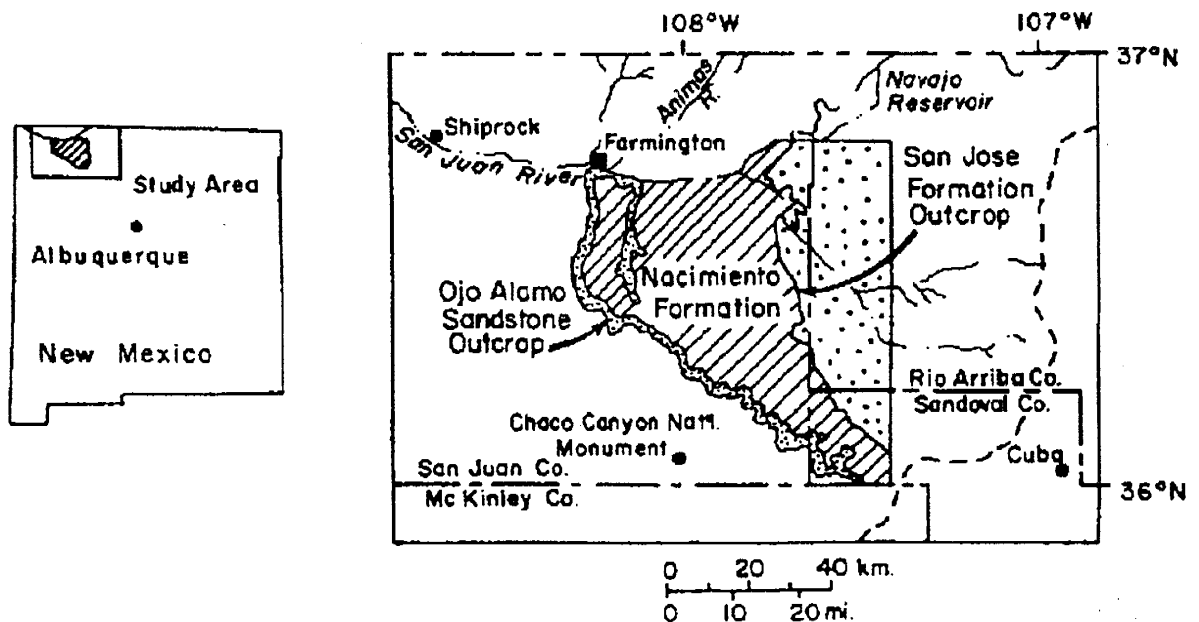 Study Area
Albuquerque
New Mexico
108°W
107°W
37°N
Animas
R.
Navajo
Reservoir
Shiprock
San Juan River
Farmington
San Jose
Formation
Outcrop
Nacimiento
Formation
Ojo Alamo
Sandstone
Outcrop
Rio Arriba Co.
Sandoval Co.
Chaco Canyon Nat'l.
Monument
Cuba
San Juan Co.
Mc Kinley Co.
36°N
0 20 40 km.
0 10 20 mi.